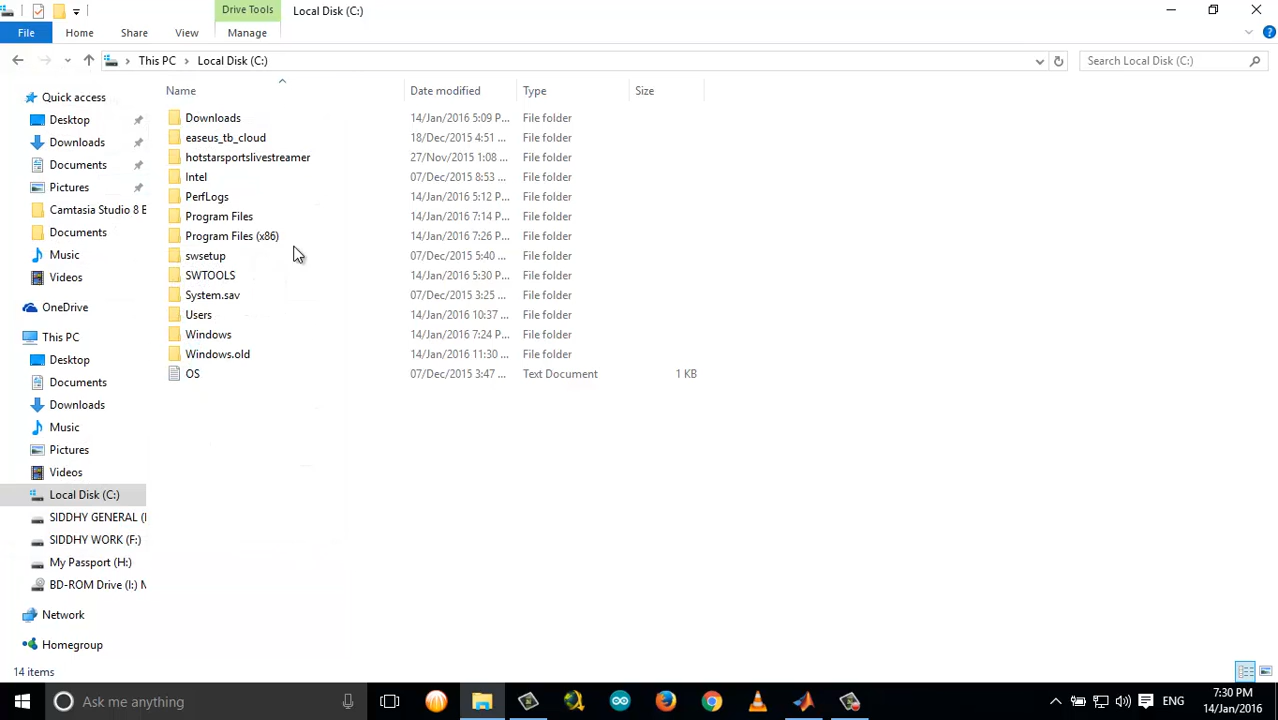 Drive Tools
Local Disk (C:)
File
Home
Share
View
Manage
This PC
Local Disk (C:)
Search Local Disk (C:)
Name
Date modified
Type
Size
Quick access
Desktop
Downloads
Documents
Pictures
Camtasia Studio 8 E
Documents
Music
Videos
OneDrive
This PC
Desktop
Documents
Downloads
Music
Pictures
Videos
Local Disk (C:)
SIDDHY GENERAL (
SIDDHY WORK (F:)
My Passport (H:)
BD-ROM Drive (I:) M
Network
Homegroup
Downloads 14/Jan/2016 5:09 P... File folder
easeus_tb_cloud 18/Dec/2015 4:51 ... File folder
hotstarsportslivestreamer 27/Nov/2015 1:08 ... File folder
Intel 07/Dec/2015 8:53 ... File folder
PerfLogs 14/Jan/2016 5:12 P... File folder
Program Files 14/Jan/2016 7:14 P... File folder
Program Files (x86) 14/Jan/2016 7:26 P... File folder
swsetup 07/Dec/2015 5:40 ... File folder
SWTOOLS 14/Jan/2016 5:30 P... File folder
System.sav 07/Dec/2015 3:25 ... File folder
Users 14/Jan/2016 10:37 ... File folder
Windows 14/Jan/2016 7:24 P... File folder
Windows.old 14/Jan/2016 11:30 ... File folder
OS 07/Dec/2015 3:47 ... Text Document 1 KB
14 items
Ask me anything
ENG
7:30 PM
14/Jan/2016